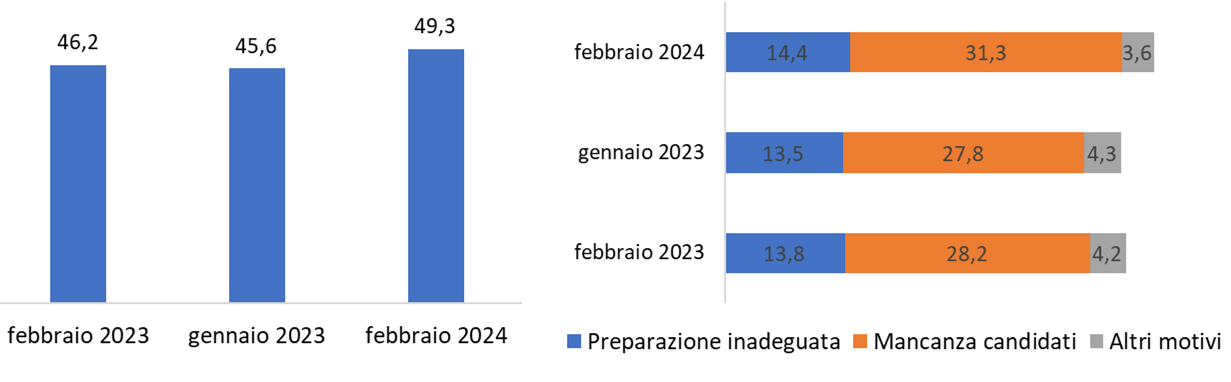 46,2
45,6
49,3
febbraio 2023
gennaio 2023
febbraio 2024
febbraio 2024
14,4
31,3
3,6
gennaio 2023
13,5
27,8
4,3
febbraio 2023
13,8
28,2
4,2
Preparazione inadeguata
Mancanza candidati
Altri motivi